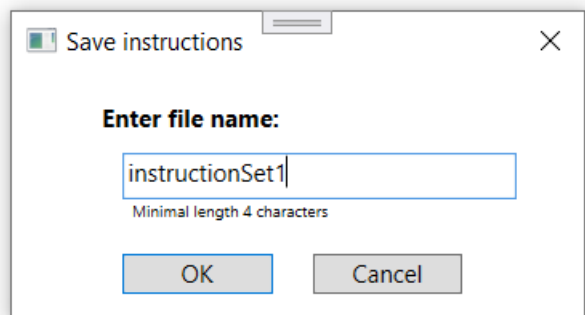 Save instructions
Enter file name:
instructionSet1
Minimal length 4 characters
OK Cancel